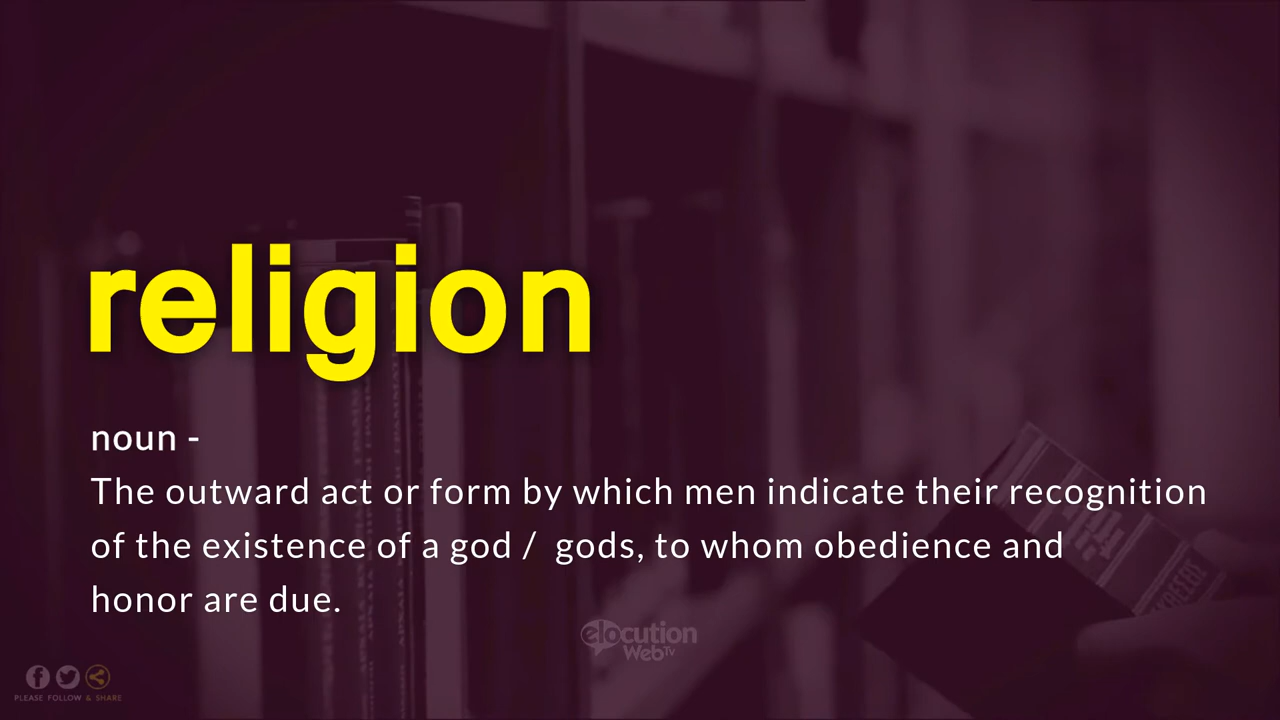 religion
noun -
The outward act or form by which men indicate their recognition
of the existence of a god / gods, to whom obedience and
honor are due.
elocution
WebTv
PLEASE FOLLOW & SHARE